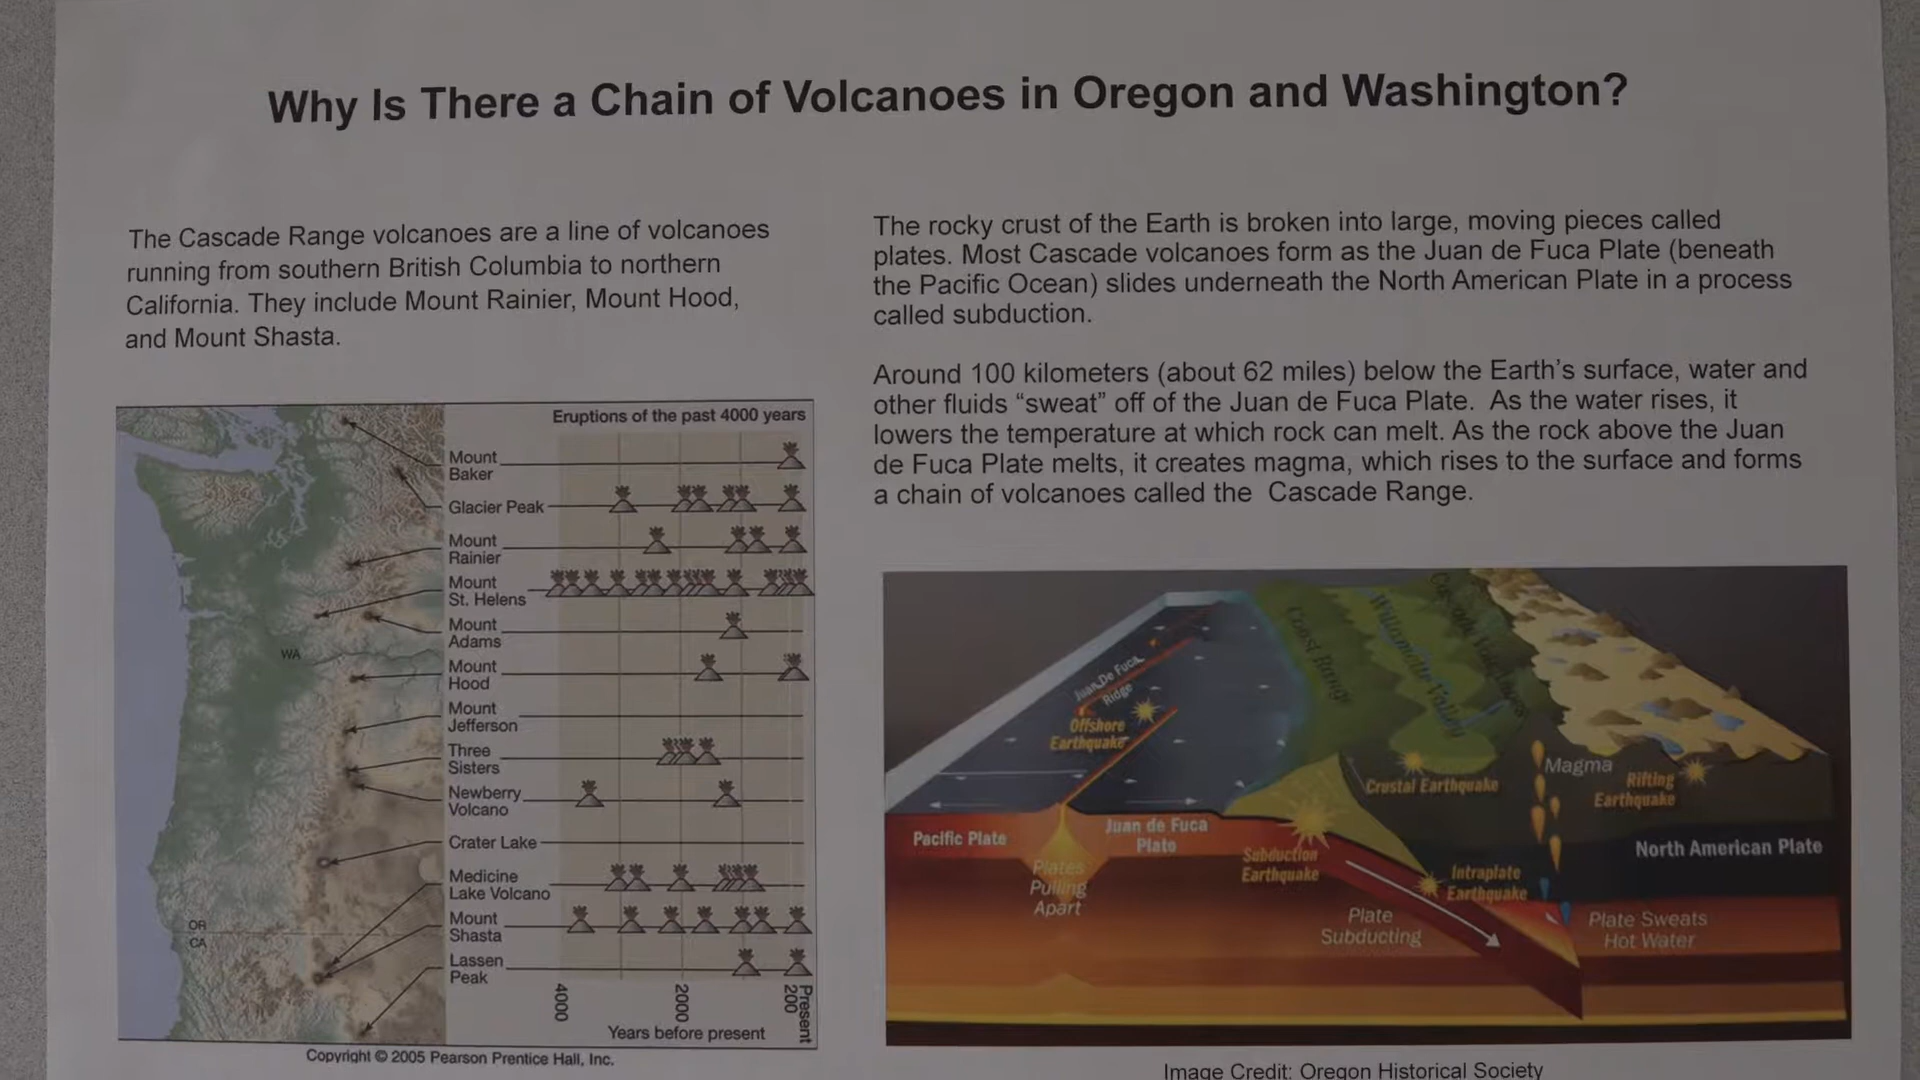 Why Is There a Chain of Volcanoes in Oregon and Washington?
The Cascade Range volcanoes are a line of volcanoes
running from southern British Columbia to northern
California. They include Mount Rainier, Mount Hood,
and Mount Shasta.
The rocky crust of the Earth is broken into large, moving pieces called
plates. Most Cascade volcanoes form as the Juan de Fuca Plate (beneath
the Pacific Ocean) slides underneath the North American Plate in a process
called subduction.
Around 100 kilometers (about 62 miles) below the Earth's surface, water and
other fluids “sweat” off of the Juan de Fuca Plate. As the water rises, it
lowers the temperature at which rock can melt. As the rock above the Juan
de Fuca Plate melts, it creates magma, which rises to the surface and forms
a chain of volcanoes called the Cascade Range.
Eruptions of the past 4000 years
Mount
Baker
Glacier Peak
Mount
Rainier
Mount
St. Helens
Mount
Adams
WA
Mount
Hood
Mount
Jefferson
Three
Sisters
Newberry
Volcano
Crater Lake
Medicine
Lake Volcano
OR
CA
Mount
Shasta
Lassen
Peak
4000
2000
200
Present
Years before present
Copyright © 2005 Pearson Prentice Hall, Inc.
Coast Range
Willamette Valley
Cascade Volcanoes
Juan De Fuca
Ridge
Offshore
Earthquake
Crustal Earthquake
Magma
Rifting
Earthquake
Pacific Plate
Juan de Fuca
Plate
North American Plate
Plates
Pulling
Apart
Subduction
Earthquake
Intraplate
Earthquake
Plate
Subducting
Plate Sweats
Hot Water
Image Credit: Oregon Historical Society